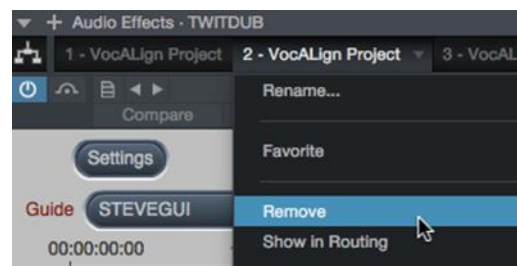 Audio Effects · TWITDUB
1 - VocALign Project 2 - VocALign Project 3 - VocAL
Compare
Rename...
Favorite
Settings
Remove
Guide STEVEGUI
Show in Routing
00:00:00:00